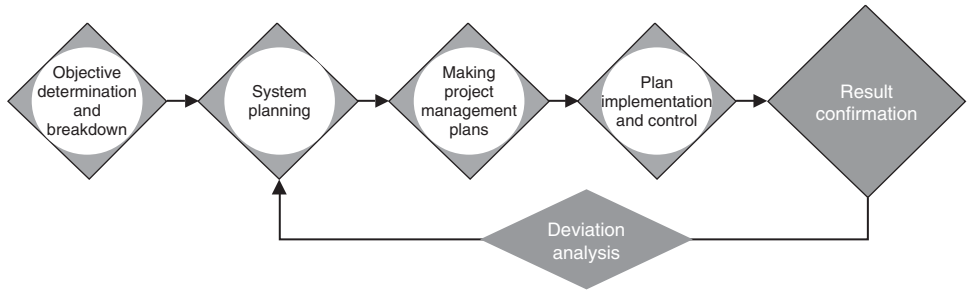 Objective
determination
and
breakdown
System
planning
Making
project
management
plans
Plan
implementation
and control
Result
confirmation
Deviation
analysis